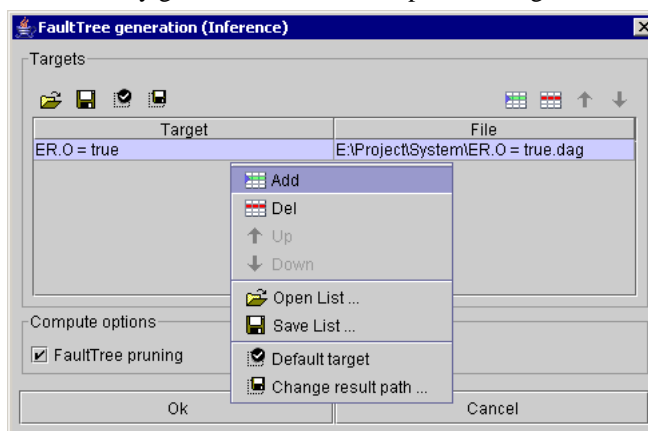 FaultTree generation (Inference)
Targets
Target File
ER.O = true E:\Project\System\ER.O = true.dag
Add
Del
Up
Down
Open List ...
Save List ...
Default target
Change result path ...
Compute options
FaultTree pruning
Ok Cancel